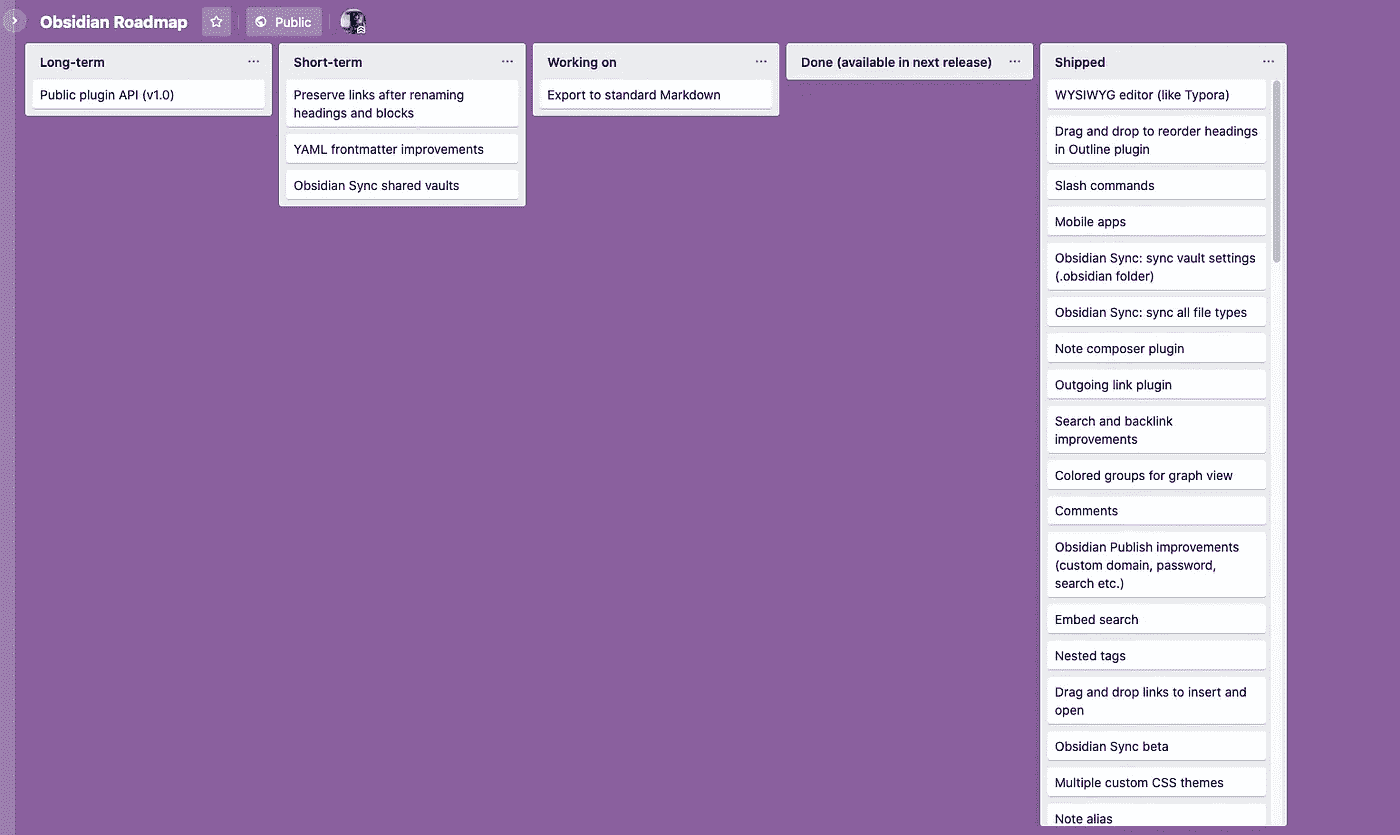 Obsidian Roadmap
Public
Long-term
Public plugin API (v1.0)
Short-term
Preserve links after renaming
headings and blocks
YAML frontmatter improvements
Obsidian Sync shared vaults
Working on
Export to standard Markdown
Done (available in next release)
Shipped
WYSIWYG editor (like Typora)
Drag and drop to reorder headings
in Outline plugin
Slash commands
Mobile apps
Obsidian Sync: sync vault settings
(.obsidian folder)
Obsidian Sync: sync all file types
Note composer plugin
Outgoing link plugin
Search and backlink
improvements
Colored groups for graph view
Comments
Obsidian Publish improvements
(custom domain, password,
search etc.)
Embed search
Nested tags
Drag and drop links to insert and
open
Obsidian Sync beta
Multiple custom CSS themes
Note alias